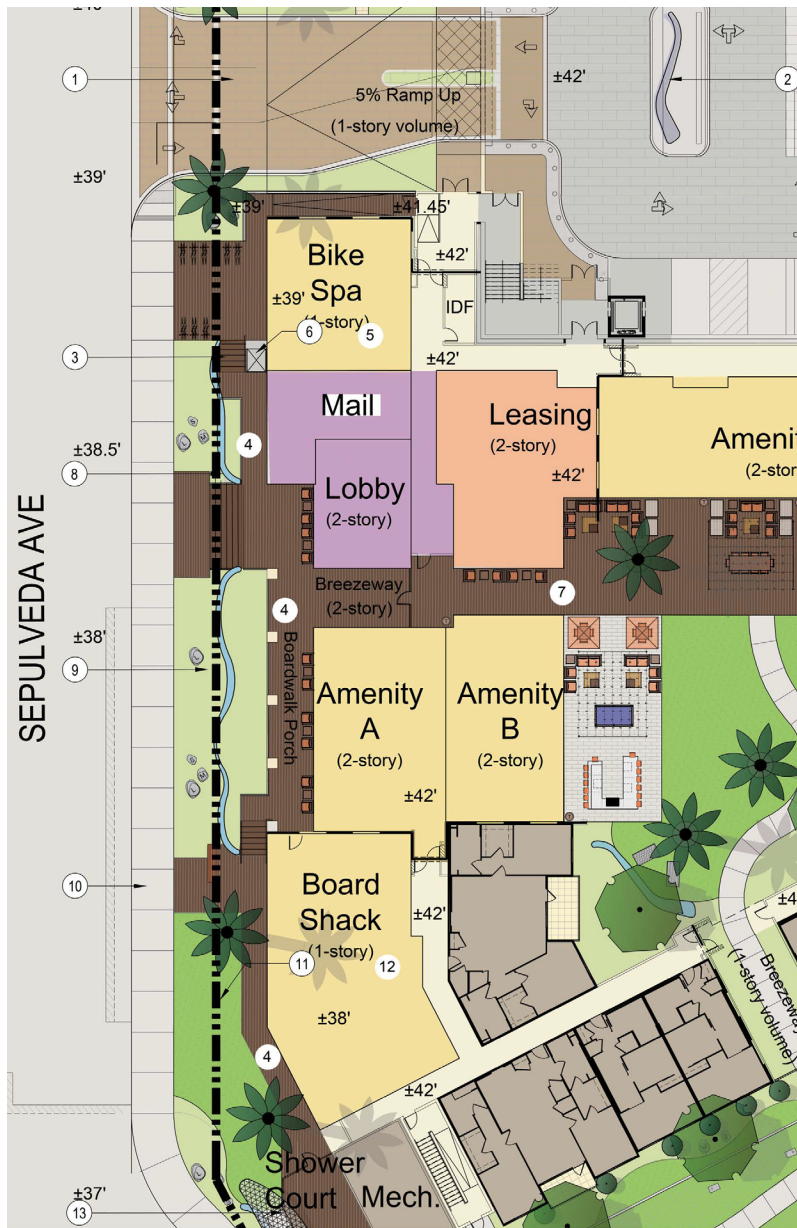 1
5% Ramp Up
(1-story volume)
±42'
2
±39'
±39'
±41.45'
±42'
Bike
Spa
±39'
(1-story)
6
5
IDF
3
±42'
Mail
Leasing
(2-story)
±42'
4
±38.5'
8
Lobby
(2-story)
SEPULVEDA AVE
Breezeway
(2-story)
7
4
±38'
9
Boardwalk Porch
Amenity
A
(2-story)
±42'
Amenity
B
(2-story)
10
Board
Shack
(1-story)
±42'
11
12
±38'
Breezeway
(1-story volume)
4
±42'
Shower
Court
Mech.
±37'
13